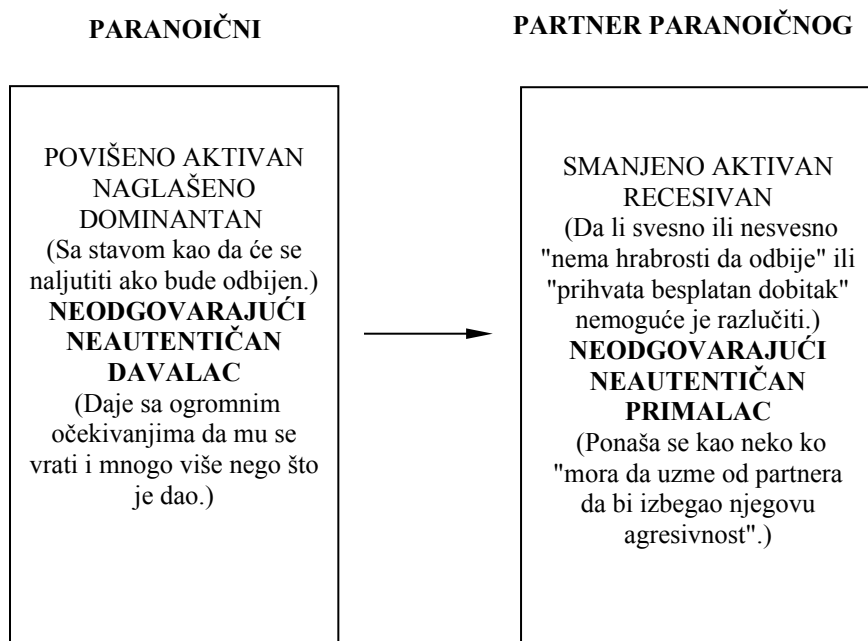 PARANOIČNI
PARTNER PARANOIČNOG
POVIŠENO AKTIVAN
NAGLAŠENO
DOMINANTAN
(Sa stavom kao da će se
naljutiti ako bude odbijen.)
NEODGOVARAJUĆI
NEAUTENTIČAN
DAVALAC
(Daje sa ogromnim
očekivanjima da mu se
vrati i mnogo više nego što
je dao.)
SMANJENO AKTIVAN
RECESIVAN
(Da li svesno ili nesvesno
"nema hrabrosti da odbije" ili
"prihvata besplatan dobitak"
nemoguće je razlučiti.)
NEODGOVARAJUĆI
NEAUTENTIČAN
PRIMALAC
(Ponaša se kao neko ko
"mora da uzme od partnera
da bi izbegao njegovu
agresivnost".)